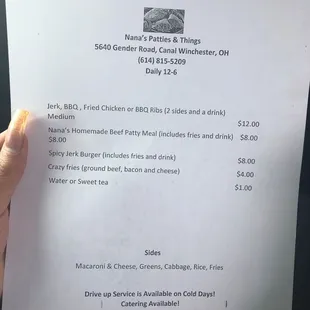 Nana's Patties & Things
5640 Gender Road, Canal Winchester, OH
(614) 815-5209
Daily 12-6
Jerk, BBQ , Fried Chicken or BBQ Ribs (2 sides and a drink)
Medium $12.00
Nana's Homemade Beef Patty Meal (includes fries and drink) $8.00
$8.00
Spicy Jerk Burger (includes fries and drink) $8.00
Crazy fries (ground beef, bacon and cheese) $4.00
Water or Sweet tea $1.00
Sides
Macaroni & Cheese, Greens, Cabbage, Rice, Fries
Drive up Service is Available on Cold Days!
Catering Available!